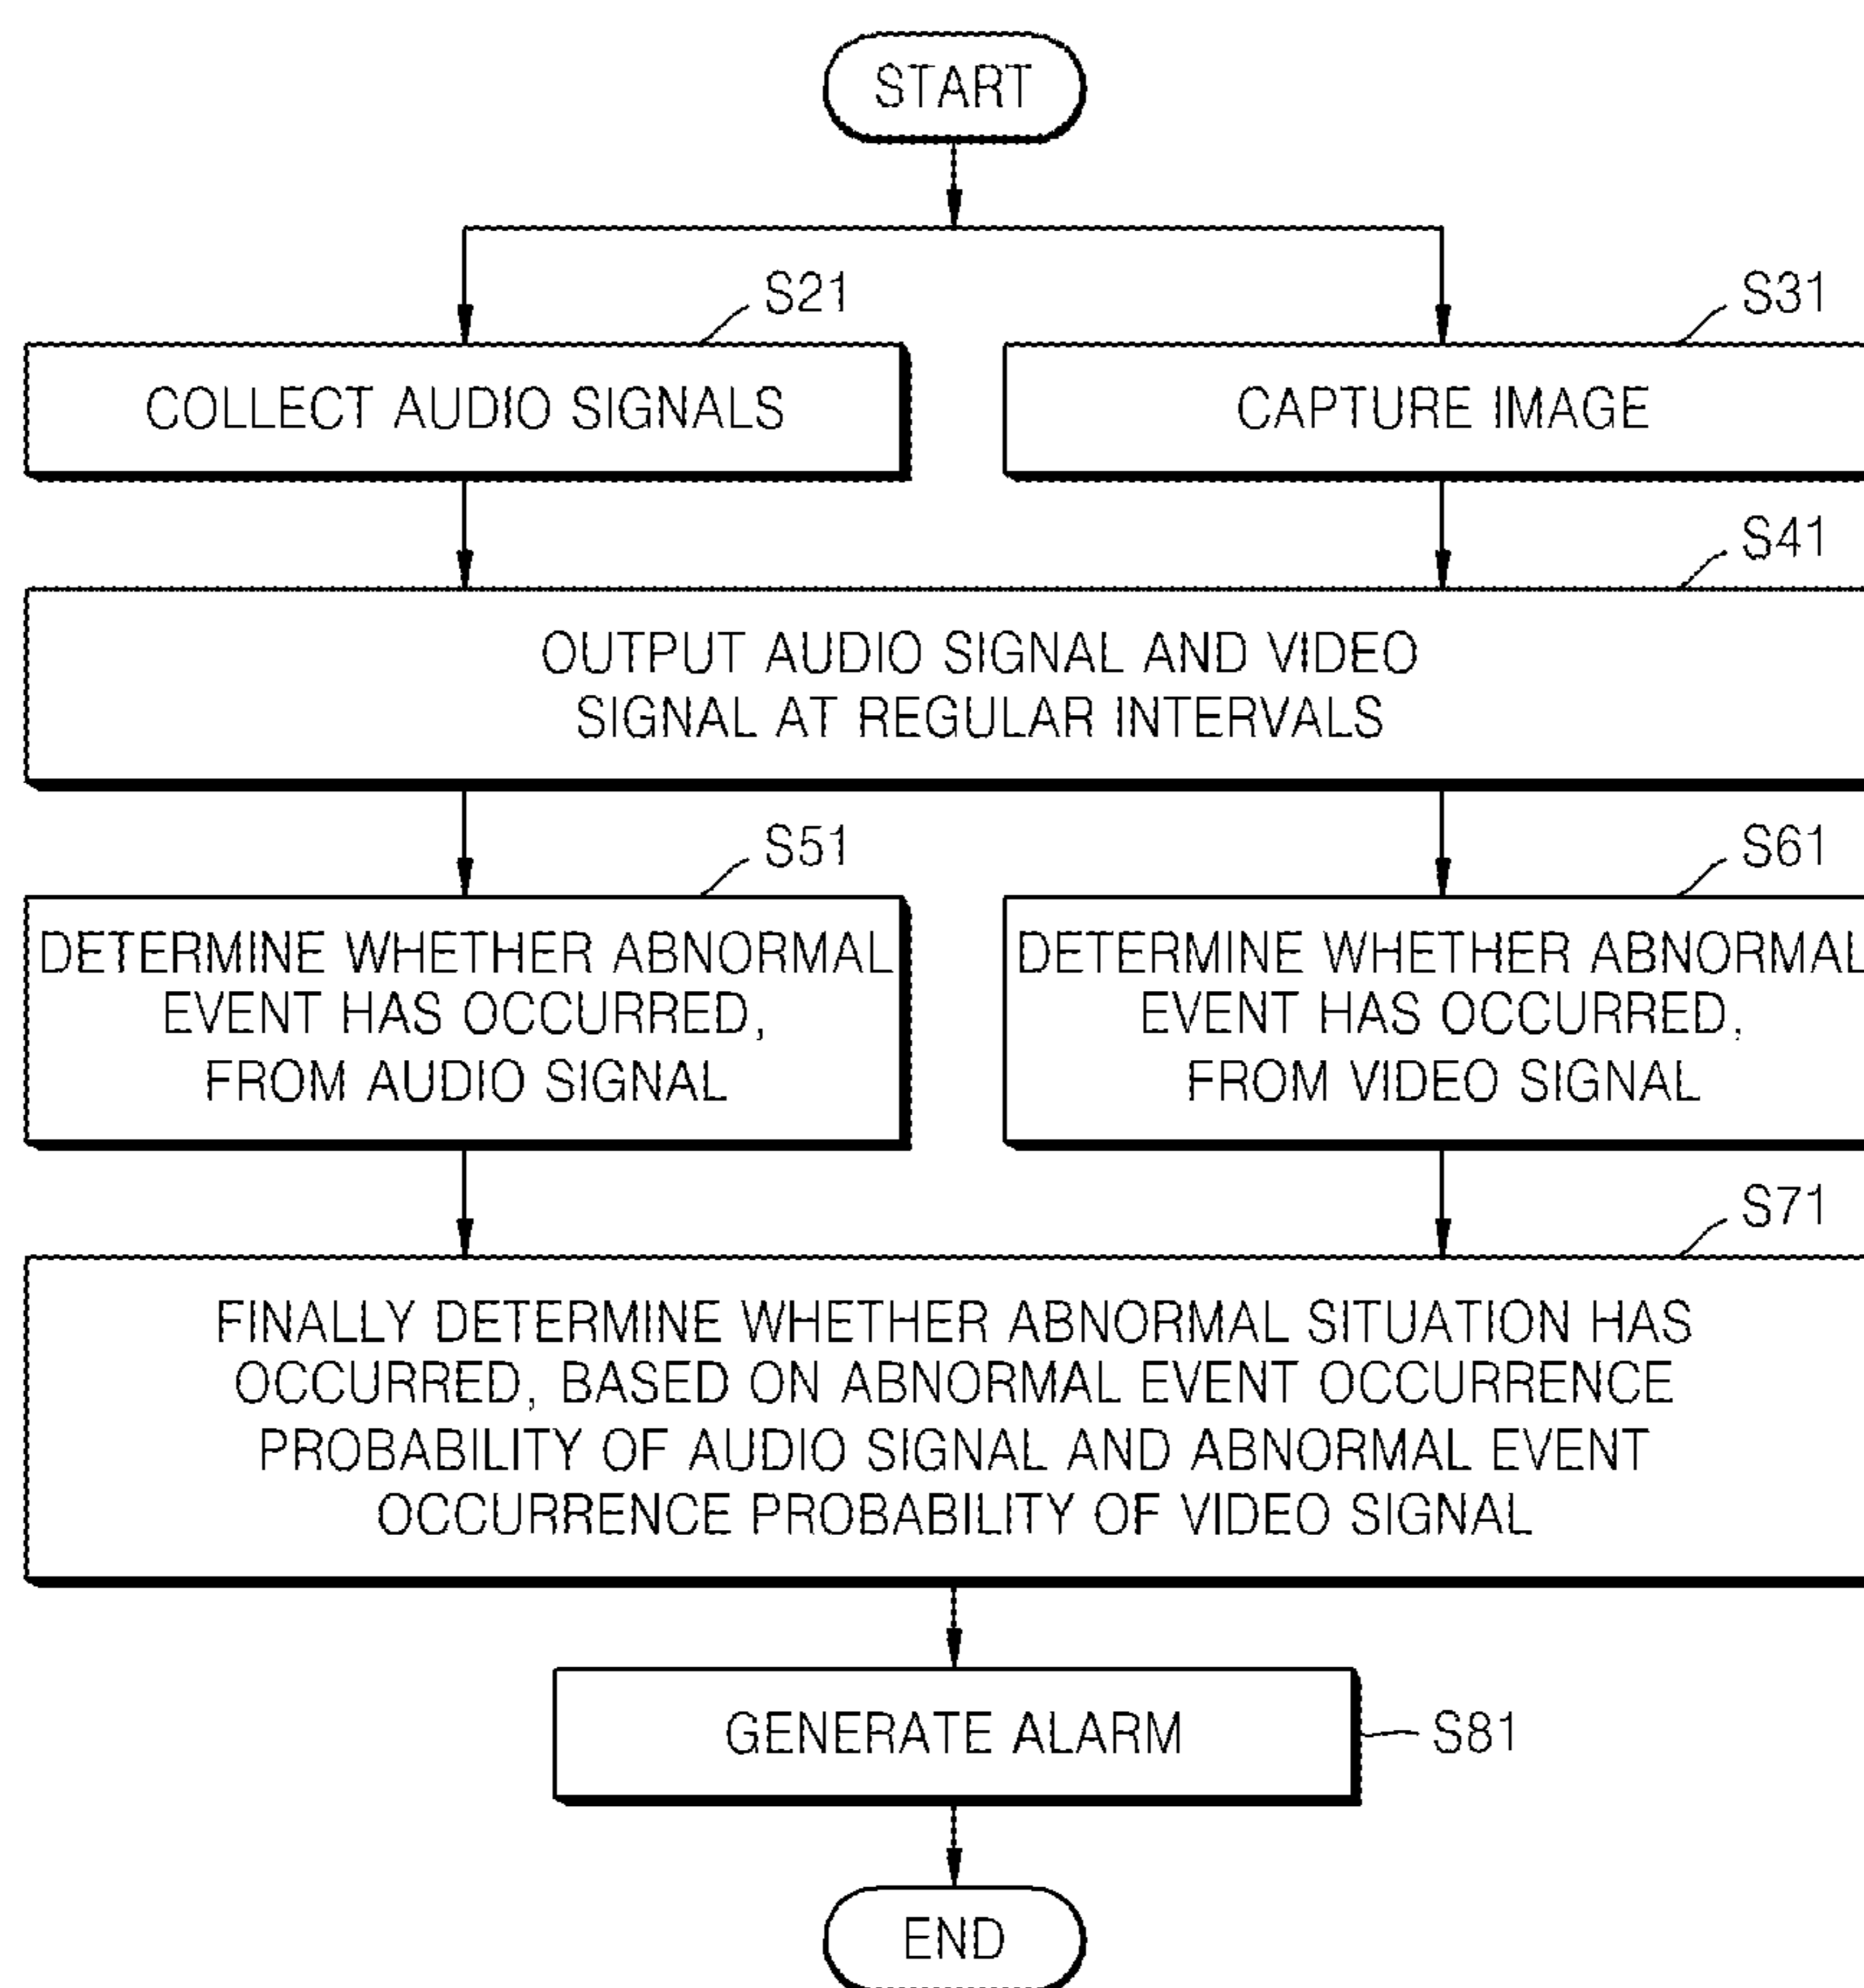 START
S21
S31
COLLECT AUDIO SIGNALS
CAPTURE IMAGE
S41
OUTPUT AUDIO SIGNAL AND VIDEO
SIGNAL AT REGULAR INTERVALS
S51
S61
DETERMINE WHETHER ABNORMAL
EVENT HAS OCCURRED,
FROM AUDIO SIGNAL
DETERMINE WHETHER ABNORMAL
EVENT HAS OCCURRED,
FROM VIDEO SIGNAL
S71
FINALLY DETERMINE WHETHER ABNORMAL SITUATION HAS
OCCURRED, BASED ON ABNORMAL EVENT OCCURRENCE
PROBABILITY OF AUDIO SIGNAL AND ABNORMAL EVENT
OCCURRENCE PROBABILITY OF VIDEO SIGNAL
GENERATE ALARM
S81
END